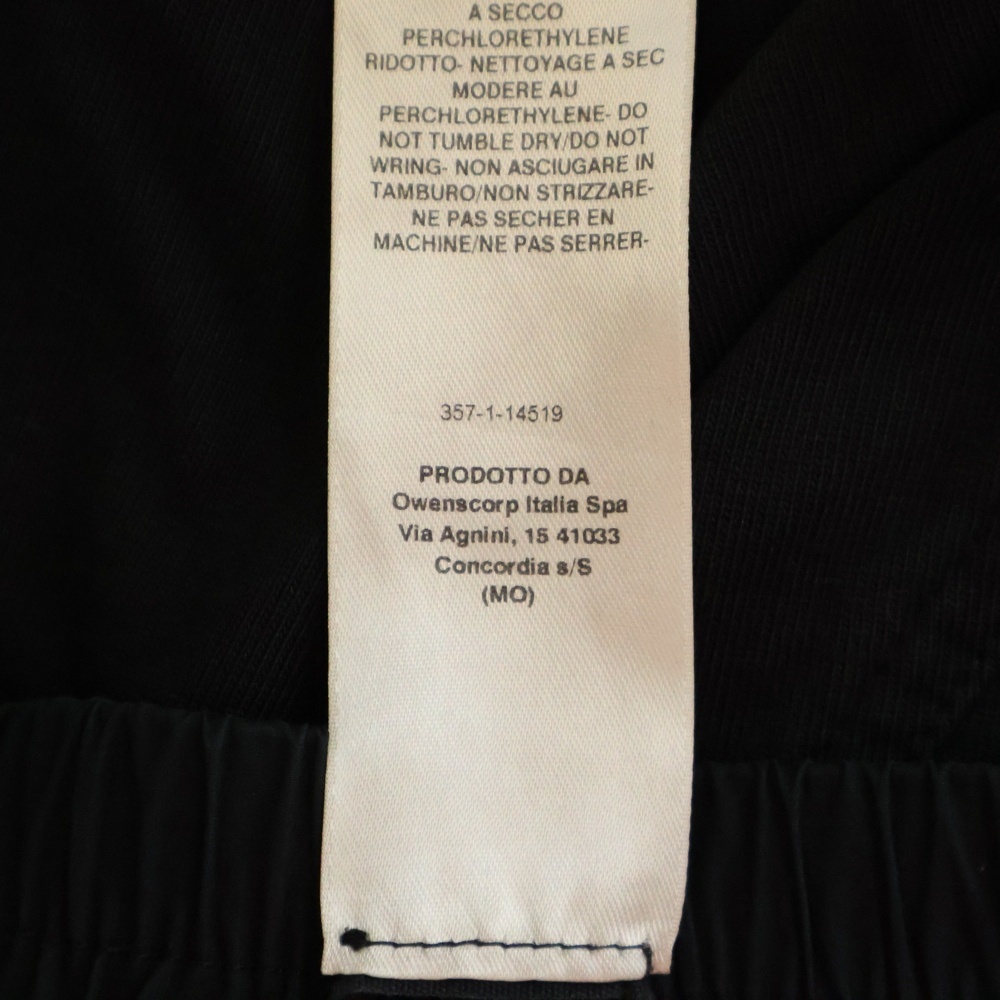 A SECCO
PERCHLORETHYLENE
RIDOTTO- NETTOYAGE A SEC
MODERE AU
PERCHLORETHYLENE- DO
NOT TUMBLE DRY/DO NOT
WRING- NON ASCIUGARE IN
TAMBURO/NON STRIZZARE-
NE PAS SECHER EN
MACHINE/NE PAS SERRER-
357-1-14519
PRODOTTO DA
Owenscorp Italia Spa
Via Agnini, 15 41033
Concordia s/S
(MO)